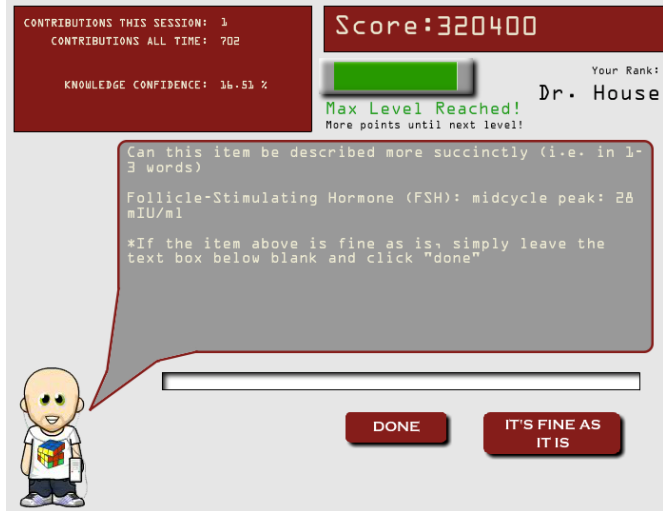 CONTRIBUTIONS THIS SESSION: 1
CONTRIBUTIONS ALL TIME: 702
KNOWLEDGE CONFIDENCE: 16.51 %
Score:320400
Max Level Reached!
More points until next level!
Your Rank:
Dr. House
Can this item be described more succinctly (i.e. in 1-
3 words)
Follicle-Stimulating Hormone (FSH): midcycle peak: 28
mIU/ml
*If the item above is fine as is, simply leave the
text box below blank and click "done"
DONE
IT'S FINE AS
IT IS